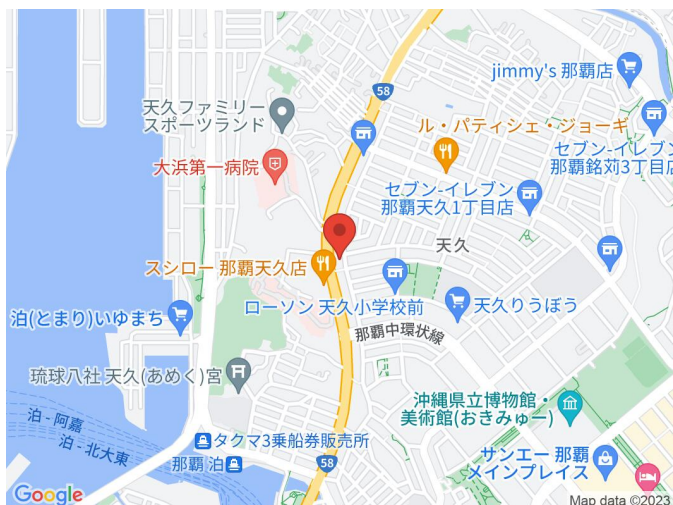 58
jimmy's 那覇店
天久ファミリー
スポーツランド
ル・パティシェ・ジョーギ
セブン-イレブン
那覇銘苅3丁目店
大浜第一病院
セブン-イレブン
那覇天久1丁目店
天久
スシロー 那覇天久店
ローソン 天久小学校前
天久りうぼう
泊(とまり)いゆまち
那覇中環状線
琉球八社 天久(あめく)宮
沖縄県立博物館・
美術館(おきみゅー)
泊 - 阿嘉
泊 - 北大東
タクマ3乗船券販売所
那覇 泊
58
サンエー 那覇
メインプレイス
Google
Map data ©2023